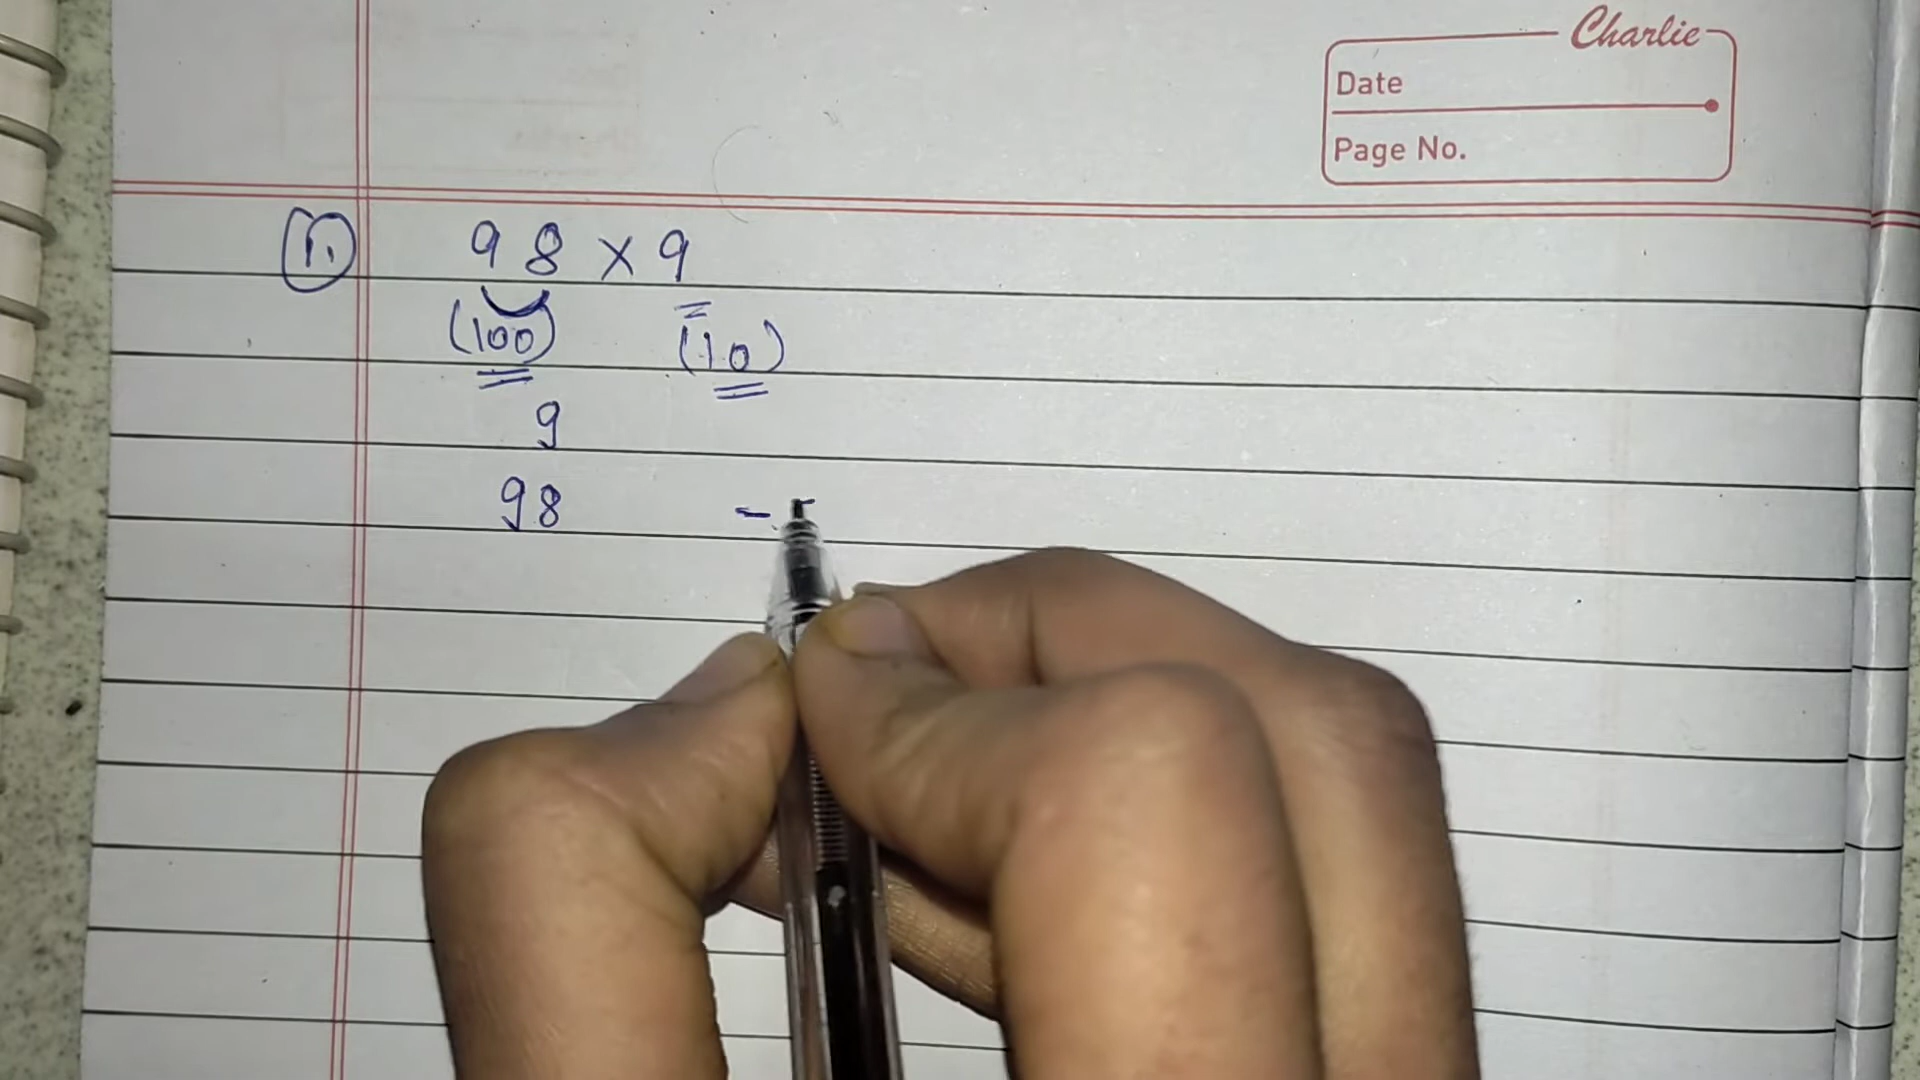 Charlie
Date
Page No.
1. 98 × 9
(100) (10)
9
98 -